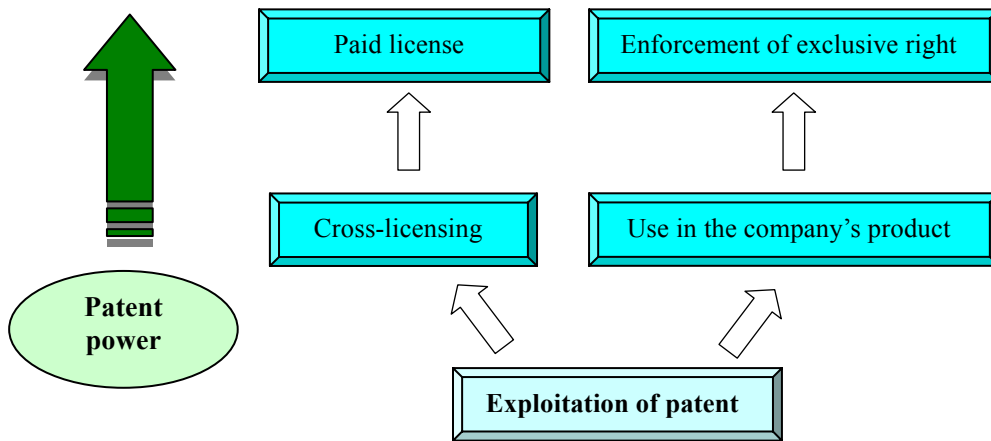 Paid license
Enforcement of exclusive right
Cross-licensing
Use in the company’s product
Patent
power
Exploitation of patent